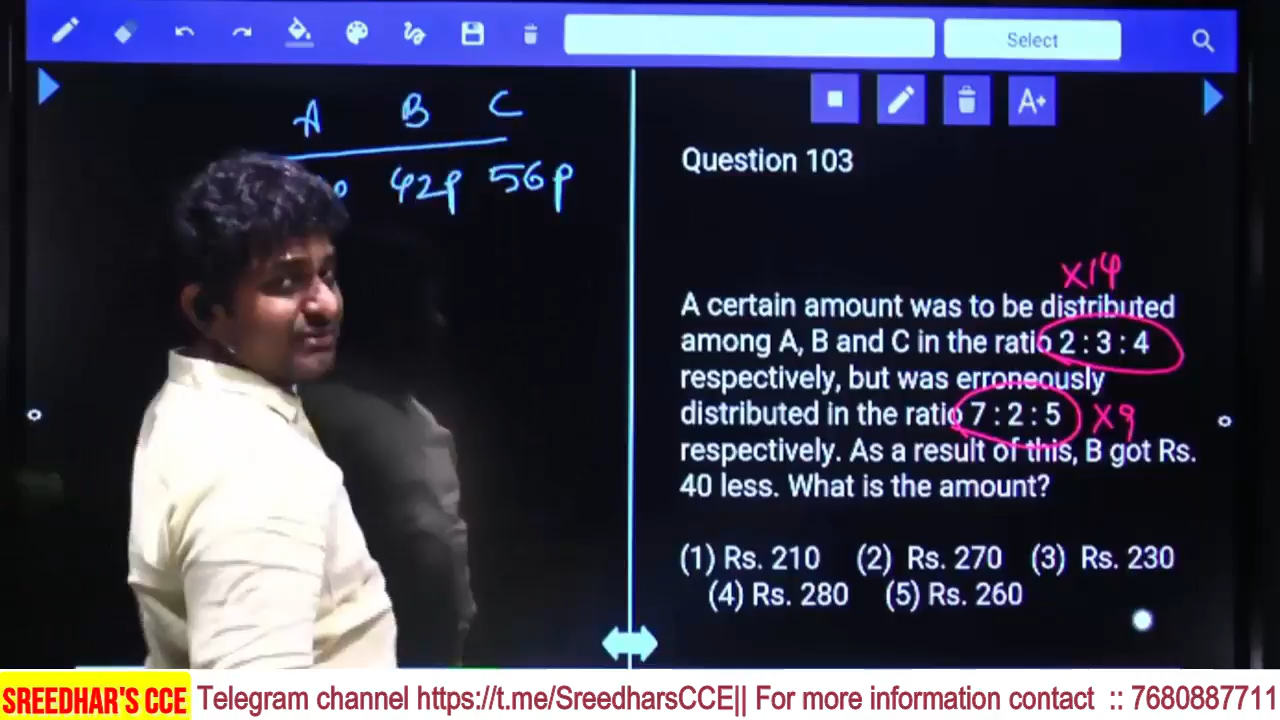 Select
A+
A B C
42p 56p
Question 103
X14
A certain amount was to be distributed
among A, B and C in the ratio 2 : 3 : 4
respectively, but was erroneously
distributed in the ratio 7 : 2 : 5 X9
respectively. As a result of this, B got Rs.
40 less. What is the amount?
(1) Rs. 210 (2) Rs. 270 (3) Rs. 230
(4) Rs. 280 (5) Rs. 260
SREEDHAR'S CCE Telegram channel https://t.me/SreedharsCCE|| For more information contact :: 7680887711